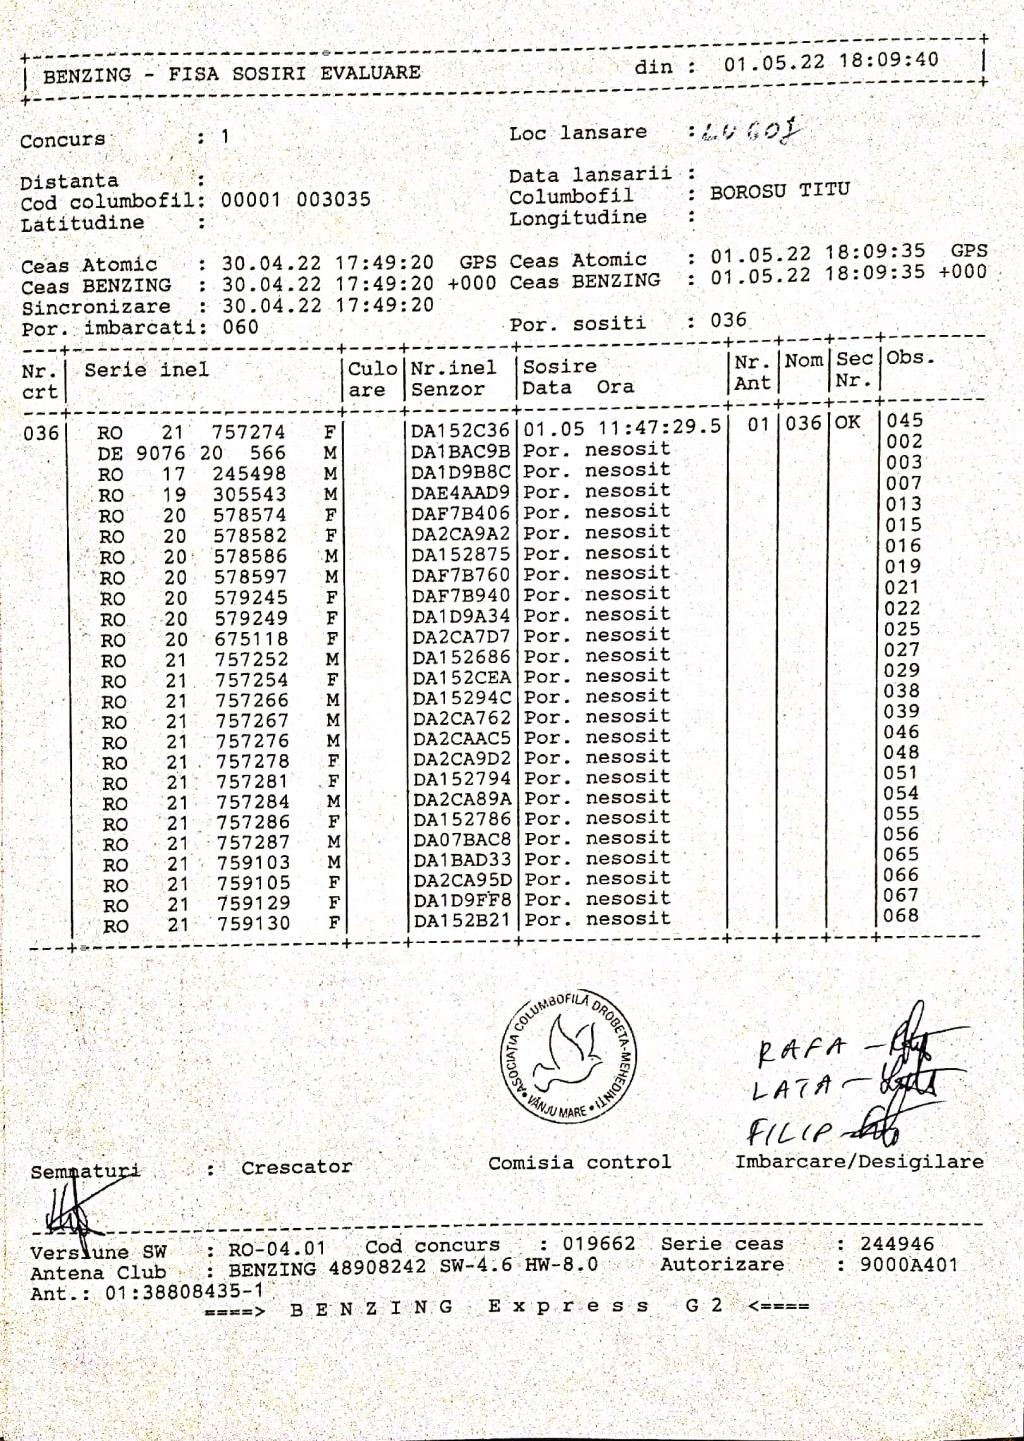 BENZING - FISA SOSIRI EVALUARE din : 01.05.22 18:09:40
Concurs : 1 Loc lansare : LUGOJ
Distanta : Data lansarii :
Cod columbofil: 00001 003035 Columbofil : BOROSU TITU
Latitudine : Longitudine :
Ceas Atomic : 30.04.22 17:49:20 GPS Ceas Atomic : 01.05.22 18:09:35 GPS
Ceas BENZING : 30.04.22 17:49:20 +000 Ceas BENZING : 01.05.22 18:09:35 +000
Sincronizare : 30.04.22 17:49:20
Por. imbarcati: 060 Por. sositi : 036
Nr. Serie inel Culo Nr.inel Sosire Nr. Nom Sec Obs.
crt are Senzor Data Ora Ant Nr.
036 RO 21 757274 F DA152C36 01.05 11:47:29.5 01 036 OK 045
DE 9076 20 566 M DA1BAC9B Por. nesosit 002
RO 17 245498 M DA1D9B8C Por. nesosit 003
RO 19 305543 M DAE4AAD9 Por. nesosit 007
RO 20 578574 F DAF7B406 Por. nesosit 013
RO 20 578582 F DA2CA9A2 Por. nesosit 015
RO 20 578586 M DA152875 Por. nesosit 016
RO 20 578597 M DAF7B760 Por. nesosit 019
RO 20 579245 F DAF7B940 Por. nesosit 021
RO 20 579249 F DA1D9A34 Por. nesosit 022
RO 20 675118 F DA2CA7D7 Por. nesosit 025
RO 21 757252 M DA152686 Por. nesosit 027
RO 21 757254 F DA152CEA Por. nesosit 029
RO 21 757266 M DA15294C Por. nesosit 038
RO 21 757267 M DA2CA762 Por. nesosit 039
RO 21 757276 M DA2CAAC5 Por. nesosit 046
RO 21 757278 F DA2CA9D2 Por. nesosit 048
RO 21 757281 F DA152794 Por. nesosit 051
RO 21 757284 M DA2CA89A Por. nesosit 054
RO 21 757286 F DA152786 Por. nesosit 055
RO 21 757287 M DA07BAC8 Por. nesosit 056
RO 21 759103 M DA1BAD33 Por. nesosit 065
RO 21 759105 F DA2CA95D Por. nesosit 066
RO 21 759129 F DA1D9FF8 Por. nesosit 067
RO 21 759130 F DA152B21 Por. nesosit 068
ASOCIAȚIA COLUMBOFILĂ DROBETA-MEHEDINȚI
VÂNJU MARE
RAFA -
LATA -
FILIP -
Semnaturi : Crescator Comisia control Imbarcare/Desigilare
Versiune SW : RO-04.01 Cod concurs : 019662 Serie ceas : 244946
Antena Club : BENZING 48908242 SW-4.6 HW-8.0 Autorizare : 9000A401
Ant.: 01:38808435-1
====> B E N Z I N G E x p r e s s G 2 <====